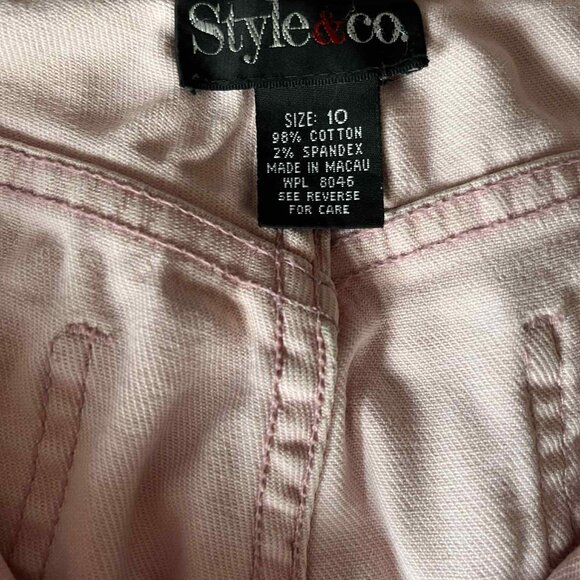 Style&co.
SIZE: 10
98% COTTON
2% SPANDEX
MADE IN MACAU
WPL 8046
SEE REVERSE
FOR CARE